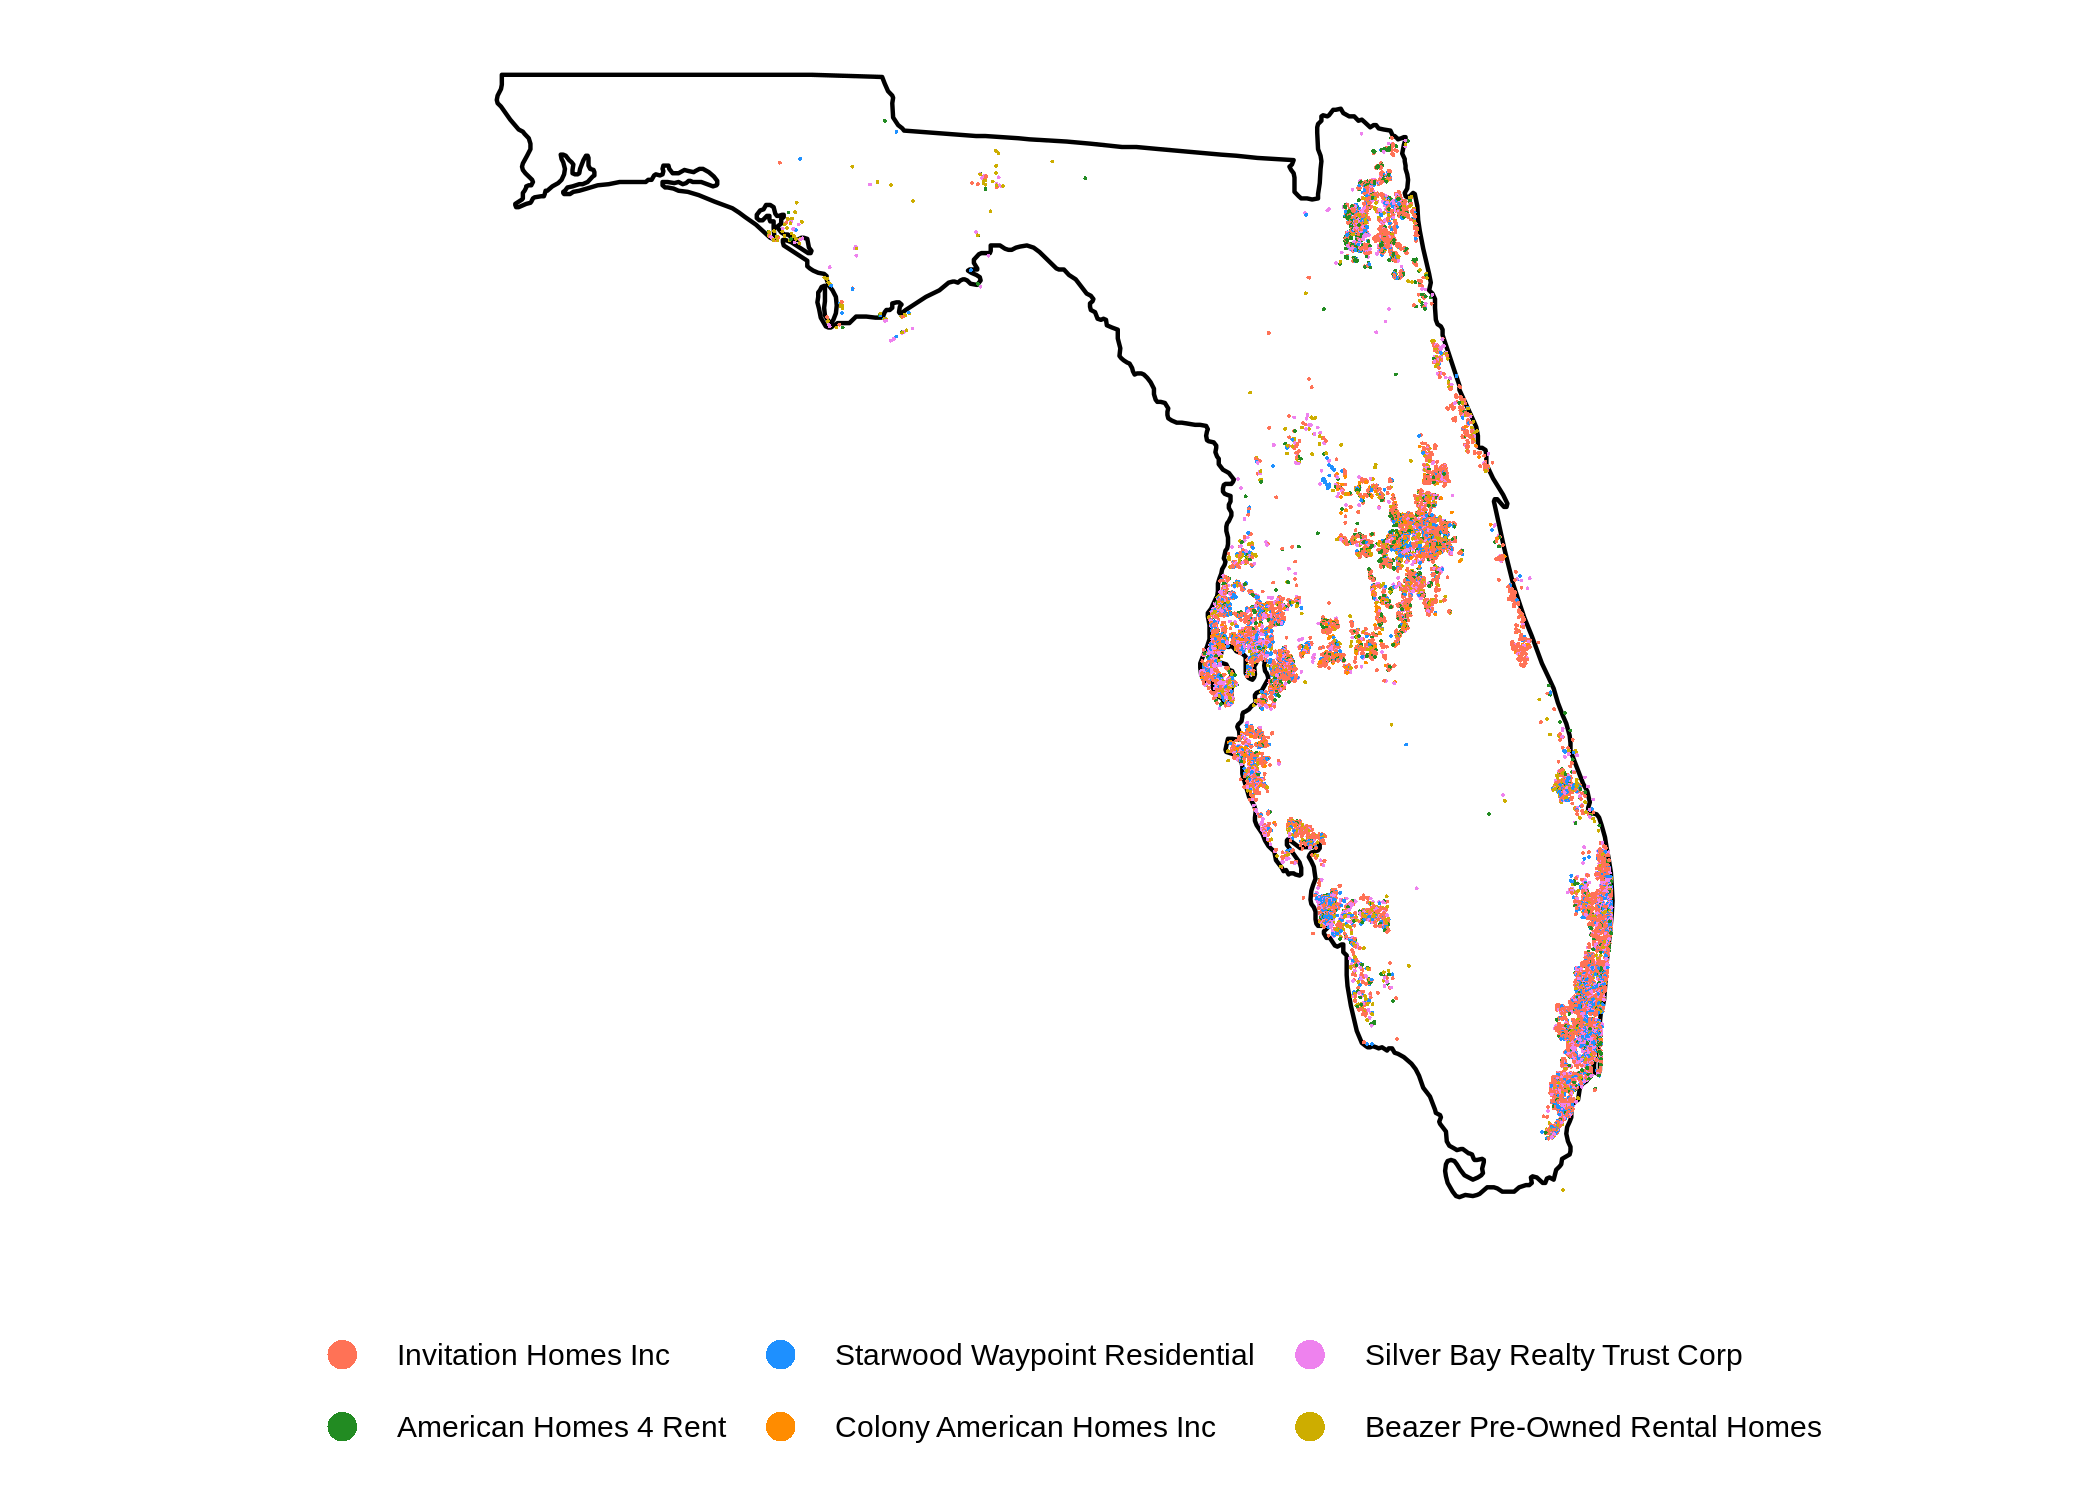 Invitation Homes Inc
Starwood Waypoint Residential
Silver Bay Realty Trust Corp
American Homes 4 Rent
Colony American Homes Inc
Beazer Pre-Owned Rental Homes